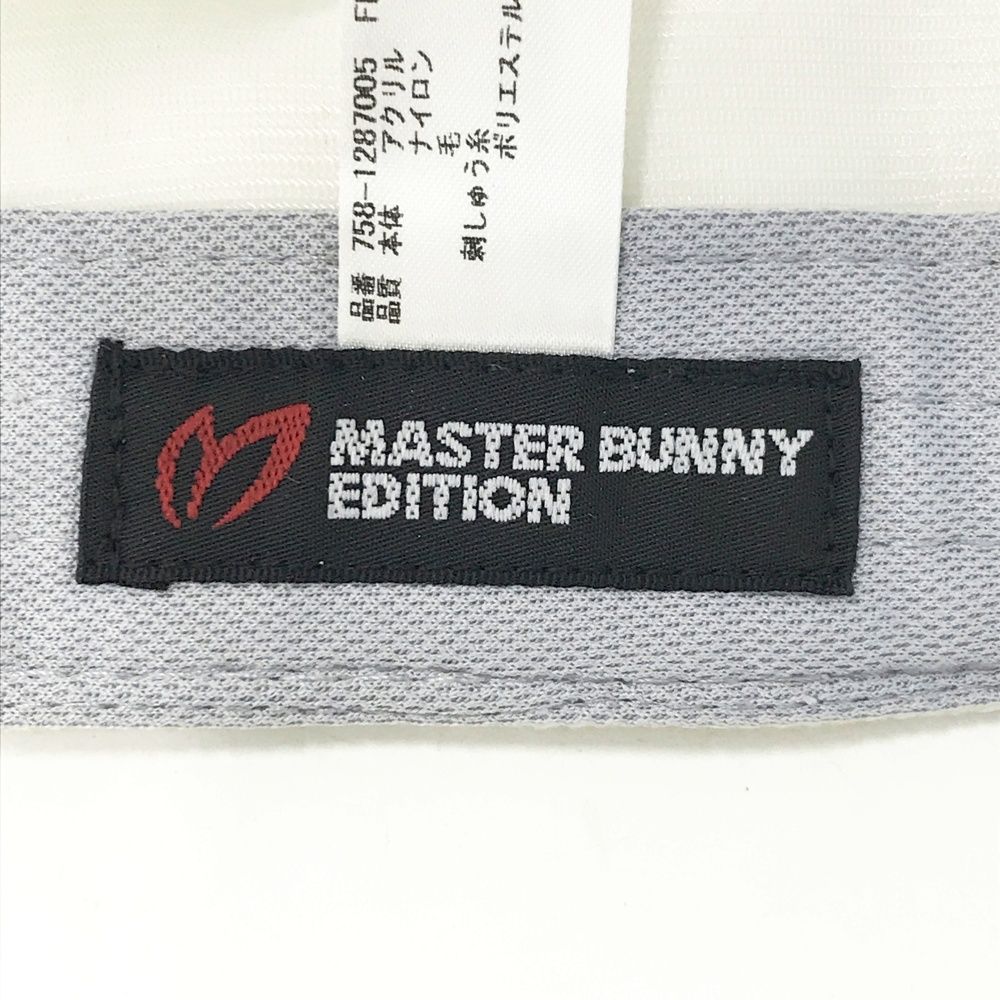 品番 758-1287005
品質 本体 アクリル
ナイロン
毛
刺しゅう糸
ポリエステル
MASTER BUNNY
EDITION